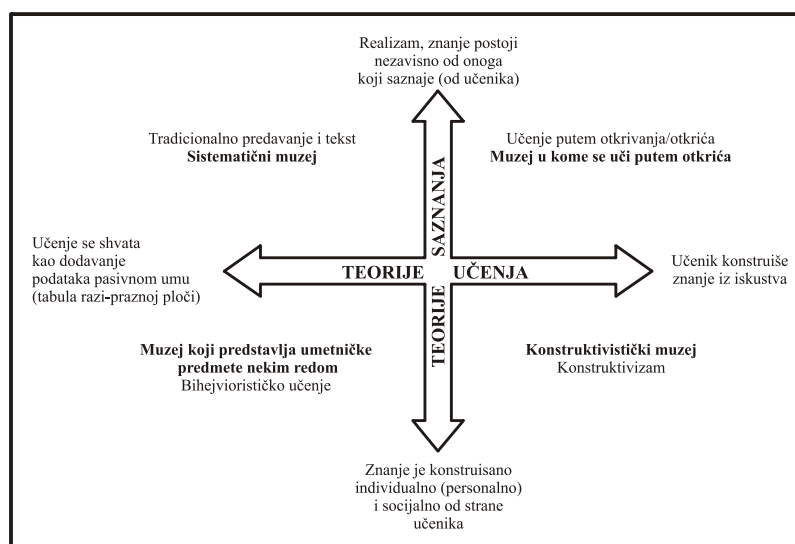 Realizam, znanje postoji
nezavisno od onoga
koji saznaje (od učenika)
Tradicionalno predavanje i tekst
Sistematični muzej
Učenje putem otkrivanja/otkrića
Muzej u kome se uči putem otkrića
Učenje se shvata
kao dodavanje
podataka pasivnom umu
(tabula razi-praznoj ploči)
TEORIJE UČENJA
TEORIJE SAZNANJA
Učenik konstruiše
znanje iz iskustva
Muzej koji predstavlja umetničke
predmete nekim redom
Bihejviorističko učenje
Konstruktivistički muzej
Konstruktivizam
Znanje je konstruisano
individualno (personalno)
i socijalno od strane
učenika